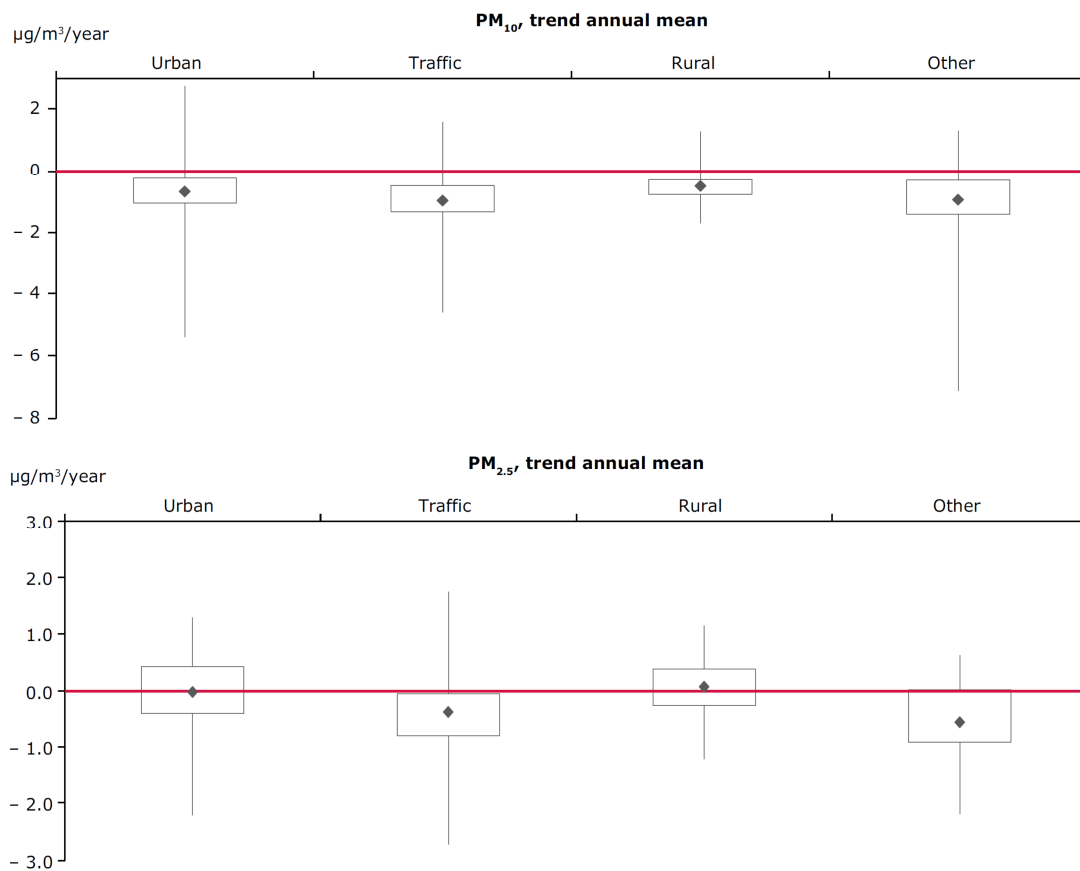 PM₁₀, trend annual mean
µg/m³/year
Urban Traffic Rural Other
2
0
– 2
– 4
– 6
– 8
PM₂.₅, trend annual mean
µg/m³/year
Urban Traffic Rural Other
3.0
2.0
1.0
0.0
– 1.0
– 2.0
– 3.0